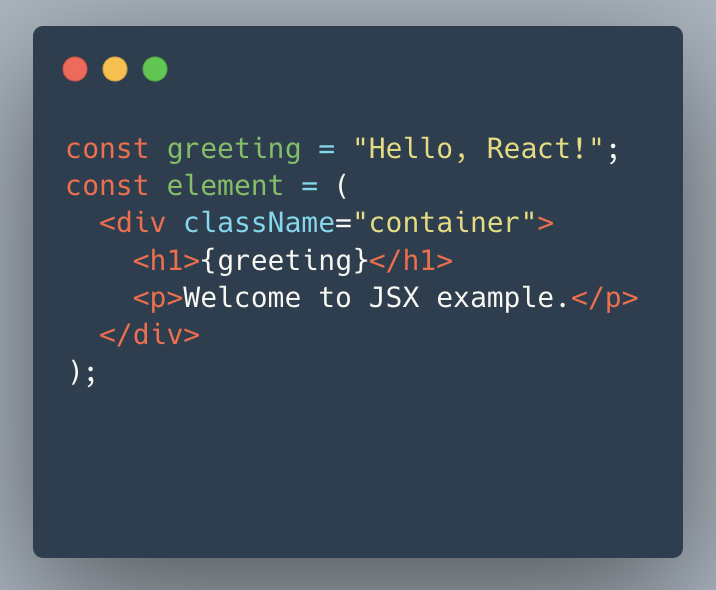 const greeting = "Hello, React!";
const element = (
  <div className="container">
    <h1>{greeting}</h1>
    <p>Welcome to JSX example.</p>
  </div>
);